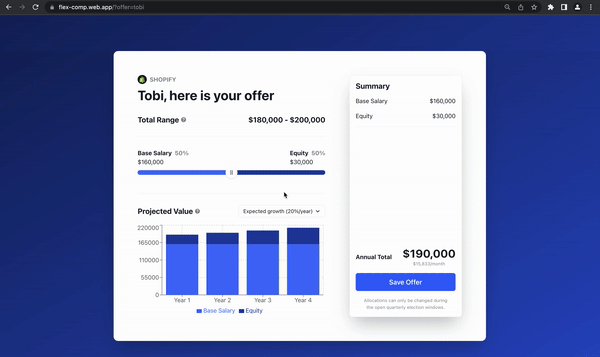 flex-comp.web.app/?offer=tobi
SHOPIFY
Tobi, here is your offer
Total Range
$180,000 - $200,000
Base Salary 50%
Equity 50%
$160,000
$30,000
Projected Value
Expected growth (20%/year)
220000
165000
110000
55000
0
Year 1 Year 2 Year 3 Year 4
Base Salary Equity
Summary
Base Salary $160,000
Equity $30,000
Annual Total $190,000
$15,833/month
Save Offer
Allocations can only be changed during
the open quarterly election windows.